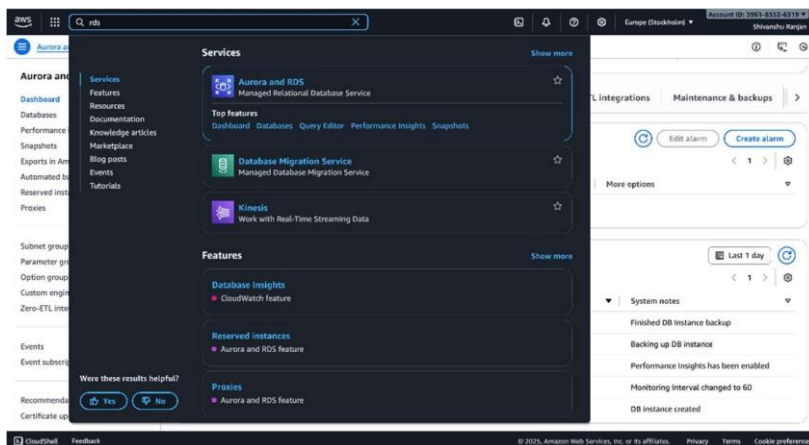 aws
rds
Europe (Stockholm)
Account ID: 3961-8352-6319
Shivanshu Ranjan
Aurora a
Aurora and
Dashboard
Databases
Performance
Snapshots
Exports in Am
Automated ba
Reserved inst
Proxies
Subnet group
Parameter gro
Option group
Custom engin
Zero-ETL inte
Events
Event subscrip
Recommenda
Certificate up
Services
Features
Resources
Documentation
Knowledge articles
Marketplace
Blog posts
Events
Tutorials
Were these results helpful?
Yes
No
Services
Show more
Aurora and RDS
Managed Relational Database Service
Top features
Dashboard Databases Query Editor Performance Insights Snapshots
Database Migration Service
Managed Database Migration Service
Kinesis
Work with Real-Time Streaming Data
Features
Show more
Database Insights
CloudWatch feature
Reserved instances
Aurora and RDS feature
Proxies
Aurora and RDS feature
TL integrations
Maintenance & backups
Edit alarm
Create alarm
1
More options
Last 1 day
1
System notes
Finished DB Instance backup
Backing up DB instance
Performance Insights has been enabled
Monitoring Interval changed to 60
DB instance created
CloudShell Feedback
© 2025, Amazon Web Services, Inc. or its affiliates. Privacy Terms Cookie preference